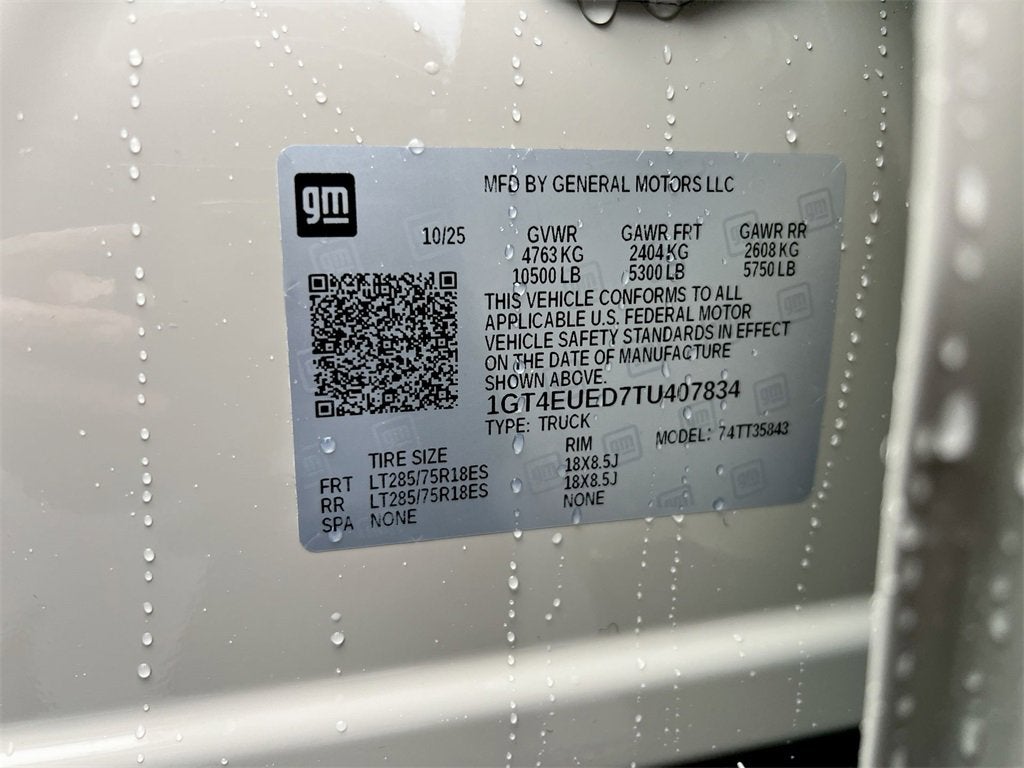 gm
MFD BY GENERAL MOTORS LLC
10/25
GVWR GAWR FRT GAWR RR
4763 KG 2404 KG 2608 KG
10500 LB 5300 LB 5750 LB
THIS VEHICLE CONFORMS TO ALL
APPLICABLE U.S. FEDERAL MOTOR
VEHICLE SAFETY STANDARDS IN EFFECT
ON THE DATE OF MANUFACTURE
SHOWN ABOVE.
1GT4EUED7TU407834
TYPE: TRUCK
MODEL: 74TT35843
TIRE SIZE RIM
FRT LT285/75R18ES 18X8.5J
RR LT285/75R18ES 18X8.5J
SPA NONE NONE